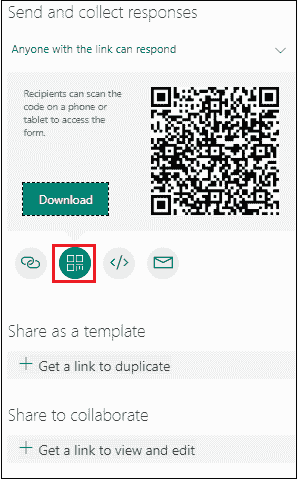 Send and collect responses
Anyone with the link can respond
Recipients can scan the
code on a phone or
tablet to access the
form.
Download
</>
Share as a template
+ Get a link to duplicate
Share to collaborate
+ Get a link to view and edit